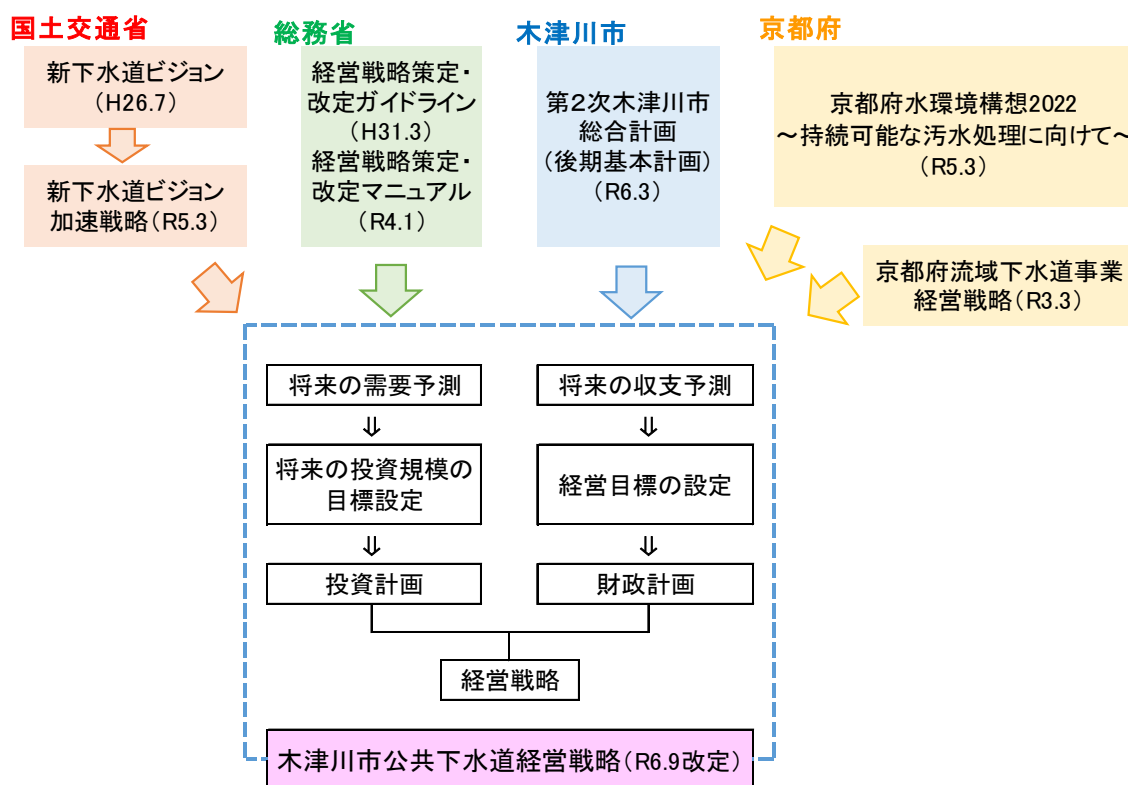 国土交通省
新下水道ビジョン
(H26.7)
新下水道ビジョン
加速戦略(R5.3)
総務省
経営戦略策定・
改定ガイドライン
(H31.3)
経営戦略策定・
改定マニュアル
(R4.1)
木津川市
第2次木津川市
総合計画
(後期基本計画)
(R6.3)
京都府
京都府水環境構想2022
～持続可能な汚水処理に向けて～
(R5.3)
京都府流域下水道事業
経営戦略(R3.3)
将来の需要予測
⇓
将来の投資規模の
目標設定
⇓
投資計画
将来の収支予測
⇓
経営目標の設定
⇓
財政計画
経営戦略
木津川市公共下水道経営戦略(R6.9改定)